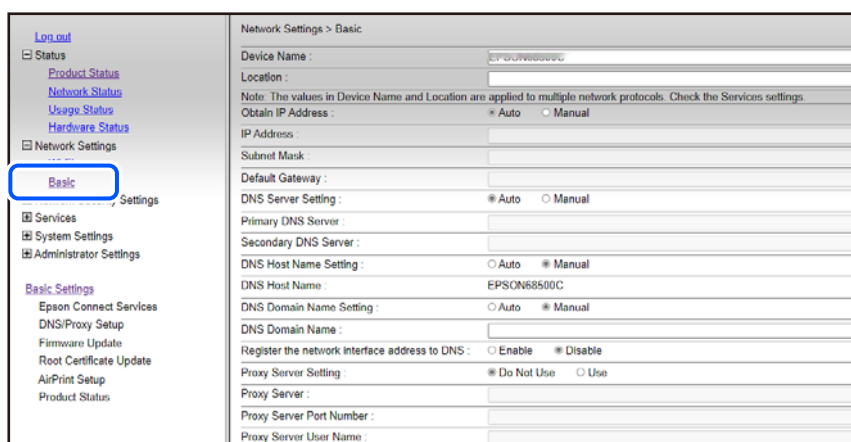 Log out
Status
Product Status
Network Status
Usage Status
Hardware Status
Network Settings
Basic
Settings
Services
System Settings
Administrator Settings
Basic Settings
Epson Connect Services
DNS/Proxy Setup
Firmware Update
Root Certificate Update
AirPrint Setup
Product Status
Network Settings > Basic
Device Name :
Location :
Note: The values in Device Name and Location are applied to multiple network protocols. Check the Services settings.
Obtain IP Address : Auto Manual
IP Address :
Subnet Mask :
Default Gateway :
DNS Server Setting : Auto Manual
Primary DNS Server :
Secondary DNS Server :
DNS Host Name Setting : Auto Manual
DNS Host Name : EPSON68500C
DNS Domain Name Setting : Auto Manual
DNS Domain Name :
Register the network interface address to DNS : Enable Disable
Proxy Server Setting : Do Not Use Use
Proxy Server :
Proxy Server Port Number :
Proxy Server User Name :